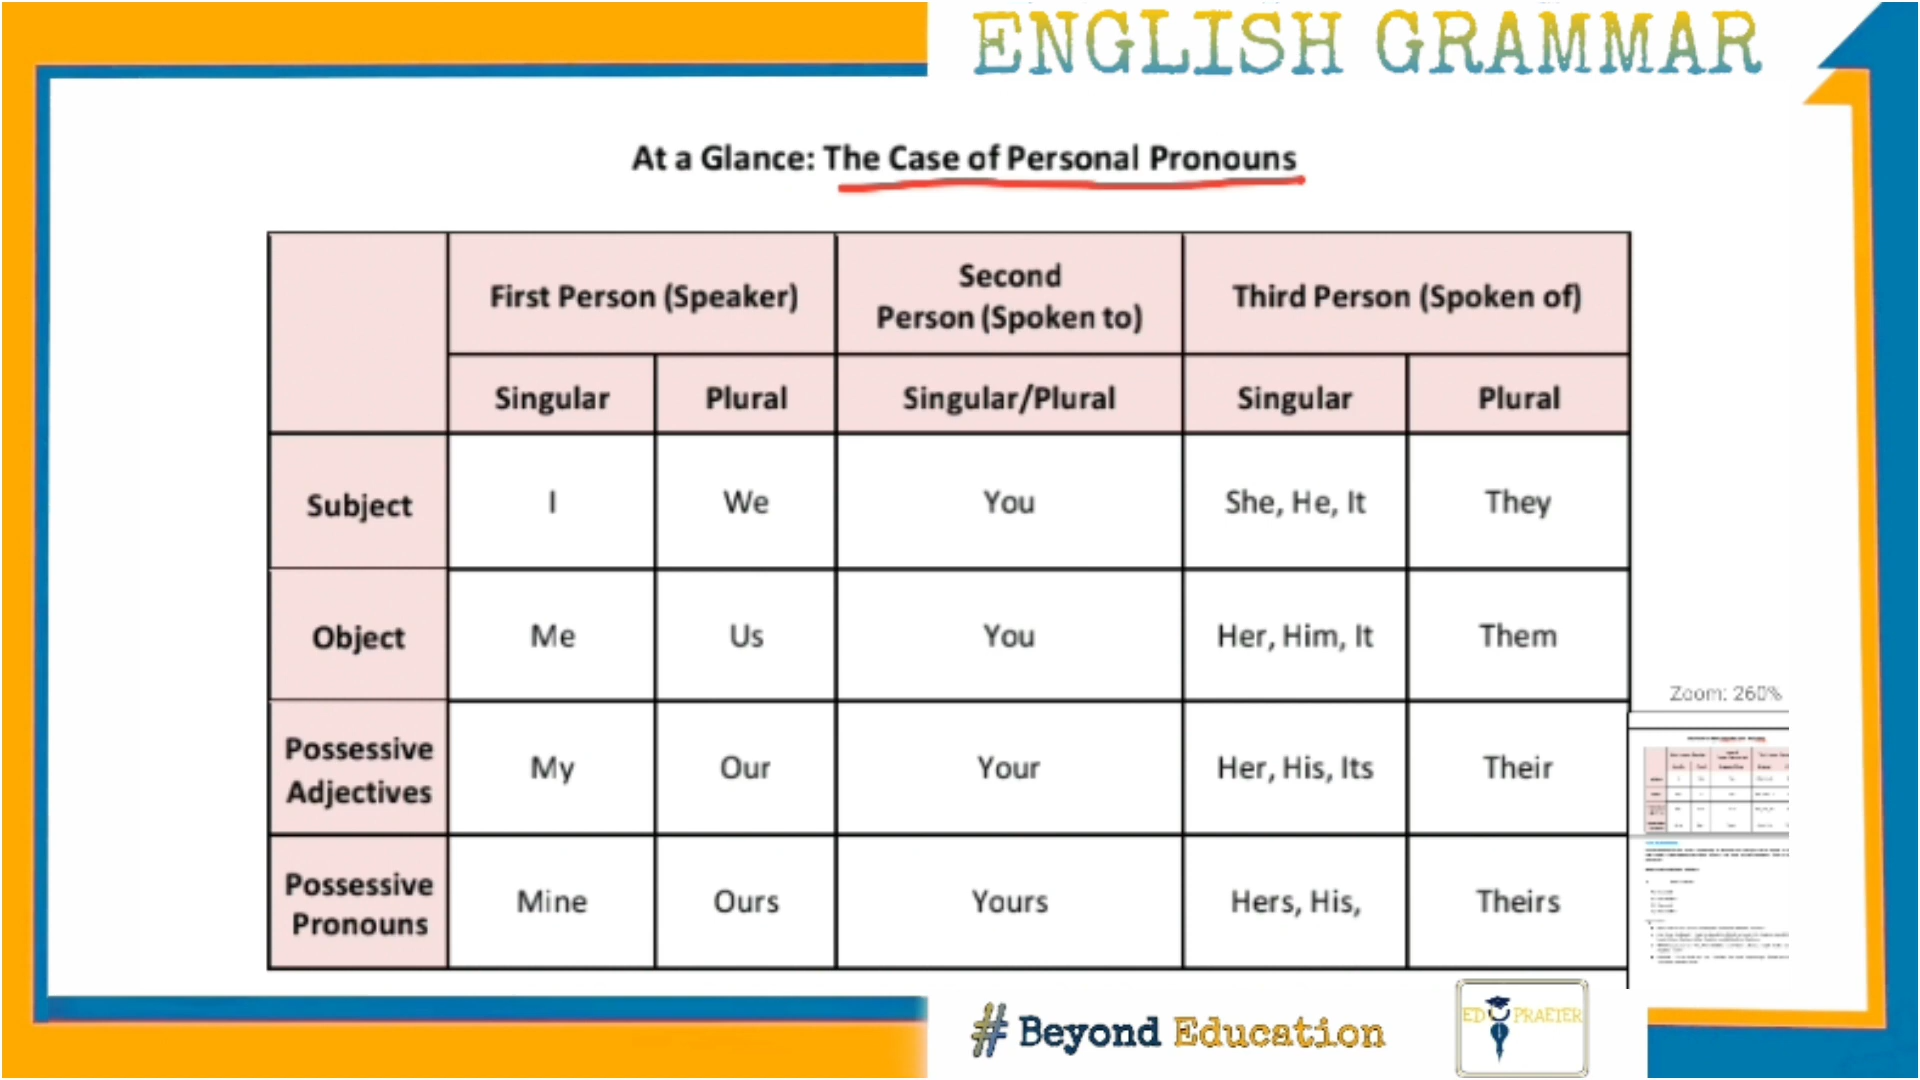 ENGLISH GRAMMAR
At a Glance: The Case of Personal Pronouns
First Person (Speaker)
Second
Person (Spoken to)
Third Person (Spoken of)
Singular Plural Singular/Plural Singular Plural
Subject I We You She, He, It They
Object Me Us You Her, Him, It Them
Possessive
Adjectives My Our Your Her, His, Its Their
Possessive
Pronouns Mine Ours Yours Hers, His, Theirs
Zoom: 260%
# Beyond Education
EDUPRAETER